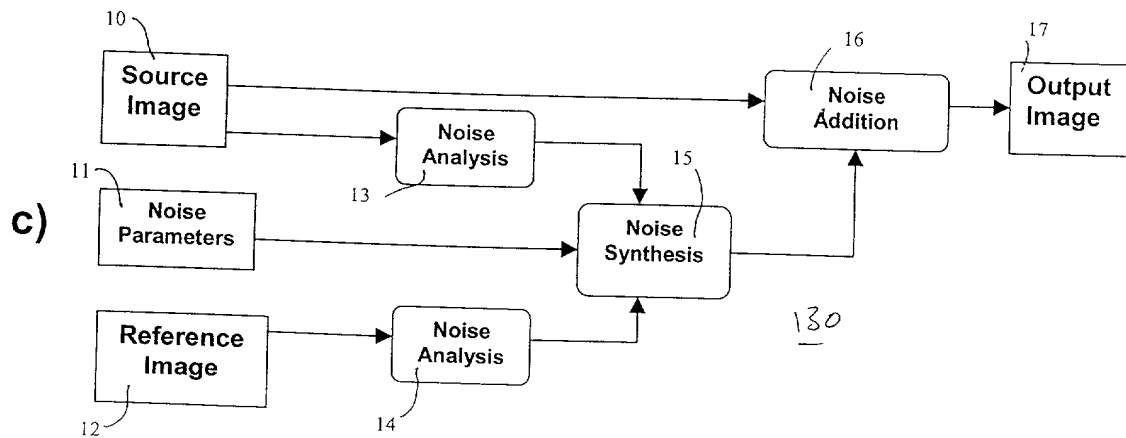 10
Source
Image
16
Noise
Addition
17
Output
Image
Noise
Analysis
13
c)
11
Noise
Parameters
15
Noise
Synthesis
130
Reference
Image
12
Noise
Analysis
14